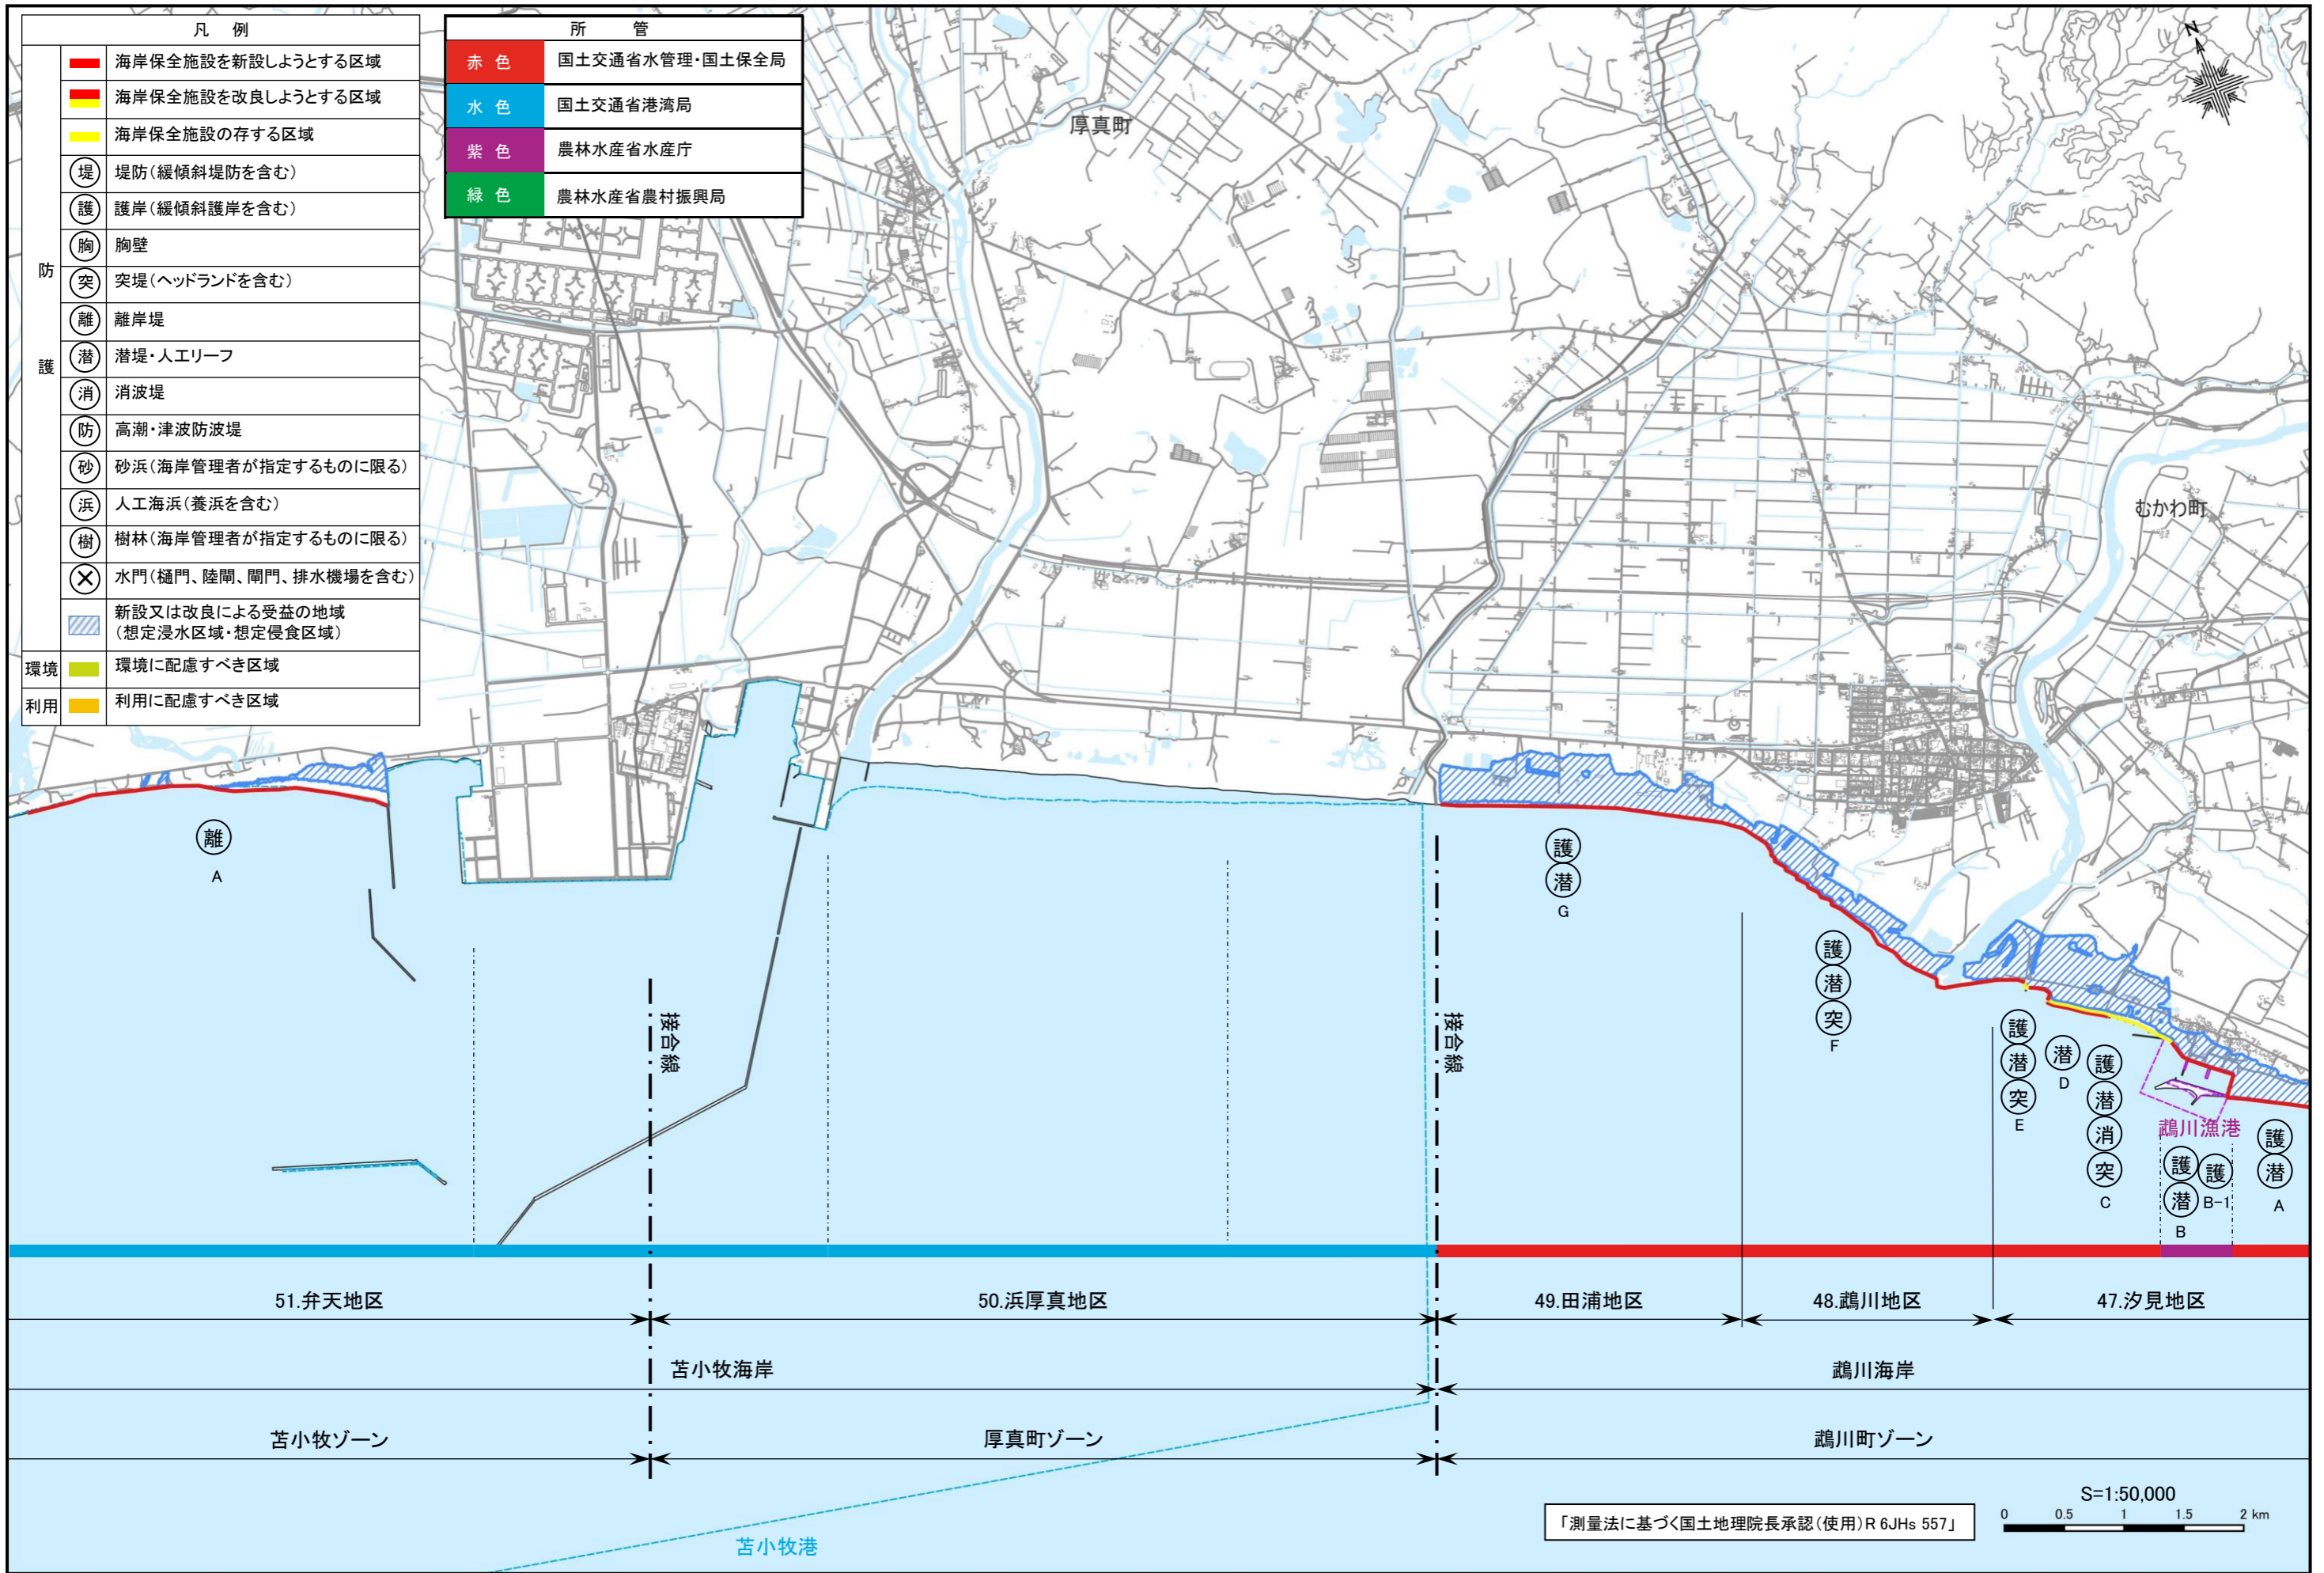 凡 例
防護
海岸保全施設を新設しようとする区域
海岸保全施設を改良しようとする区域
海岸保全施設の存する区域
堤 堤防(緩傾斜堤防を含む)
護 護岸(緩傾斜護岸を含む)
胸 胸壁
突 突堤(ヘッドランドを含む)
離 離岸堤
潜 潜堤・人工リーフ
消 消波堤
防 高潮・津波防波堤
砂 砂浜(海岸管理者が指定するものに限る)
浜 人工海浜(養浜を含む)
樹 樹林(海岸管理者が指定するものに限る)
水門(樋門、陸閘、閘門、排水機場を含む)
新設又は改良による受益の地域
(想定浸水区域・想定侵食区域)
環境 環境に配慮すべき区域
利用 利用に配慮すべき区域
所 管
赤 色 国土交通省水管理・国土保全局
水 色 国土交通省港湾局
紫 色 農林水産省水産庁
緑 色 農林水産省農村振興局
N
厚真町
むかわ町
離
A
接合線
接合線
護
潜
G
護
潜
突
F
護
潜
突
E
潜
D
護
潜
消
突
C
鵡川漁港
護
潜
B
護
B-1
護
潜
A
51.弁天地区
50.浜厚真地区
49.田浦地区
48.鵡川地区
47.汐見地区
苫小牧海岸
鵡川海岸
苫小牧ゾーン
厚真町ゾーン
鵡川町ゾーン
苫小牧港
「測量法に基づく国土地理院長承認(使用)R 6JHs 557」
S=1:50,000
0 0.5 1 1.5 2 km